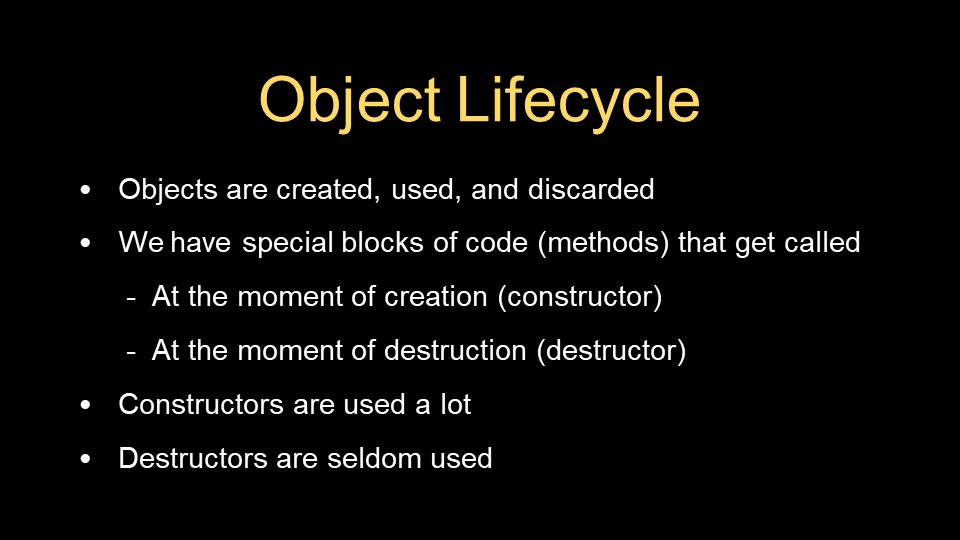 Object Lifecycle
• Objects are created, used, and discarded
• We have special blocks of code (methods) that get called
- At the moment of creation (constructor)
- At the moment of destruction (destructor)
• Constructors are used a lot
• Destructors are seldom used